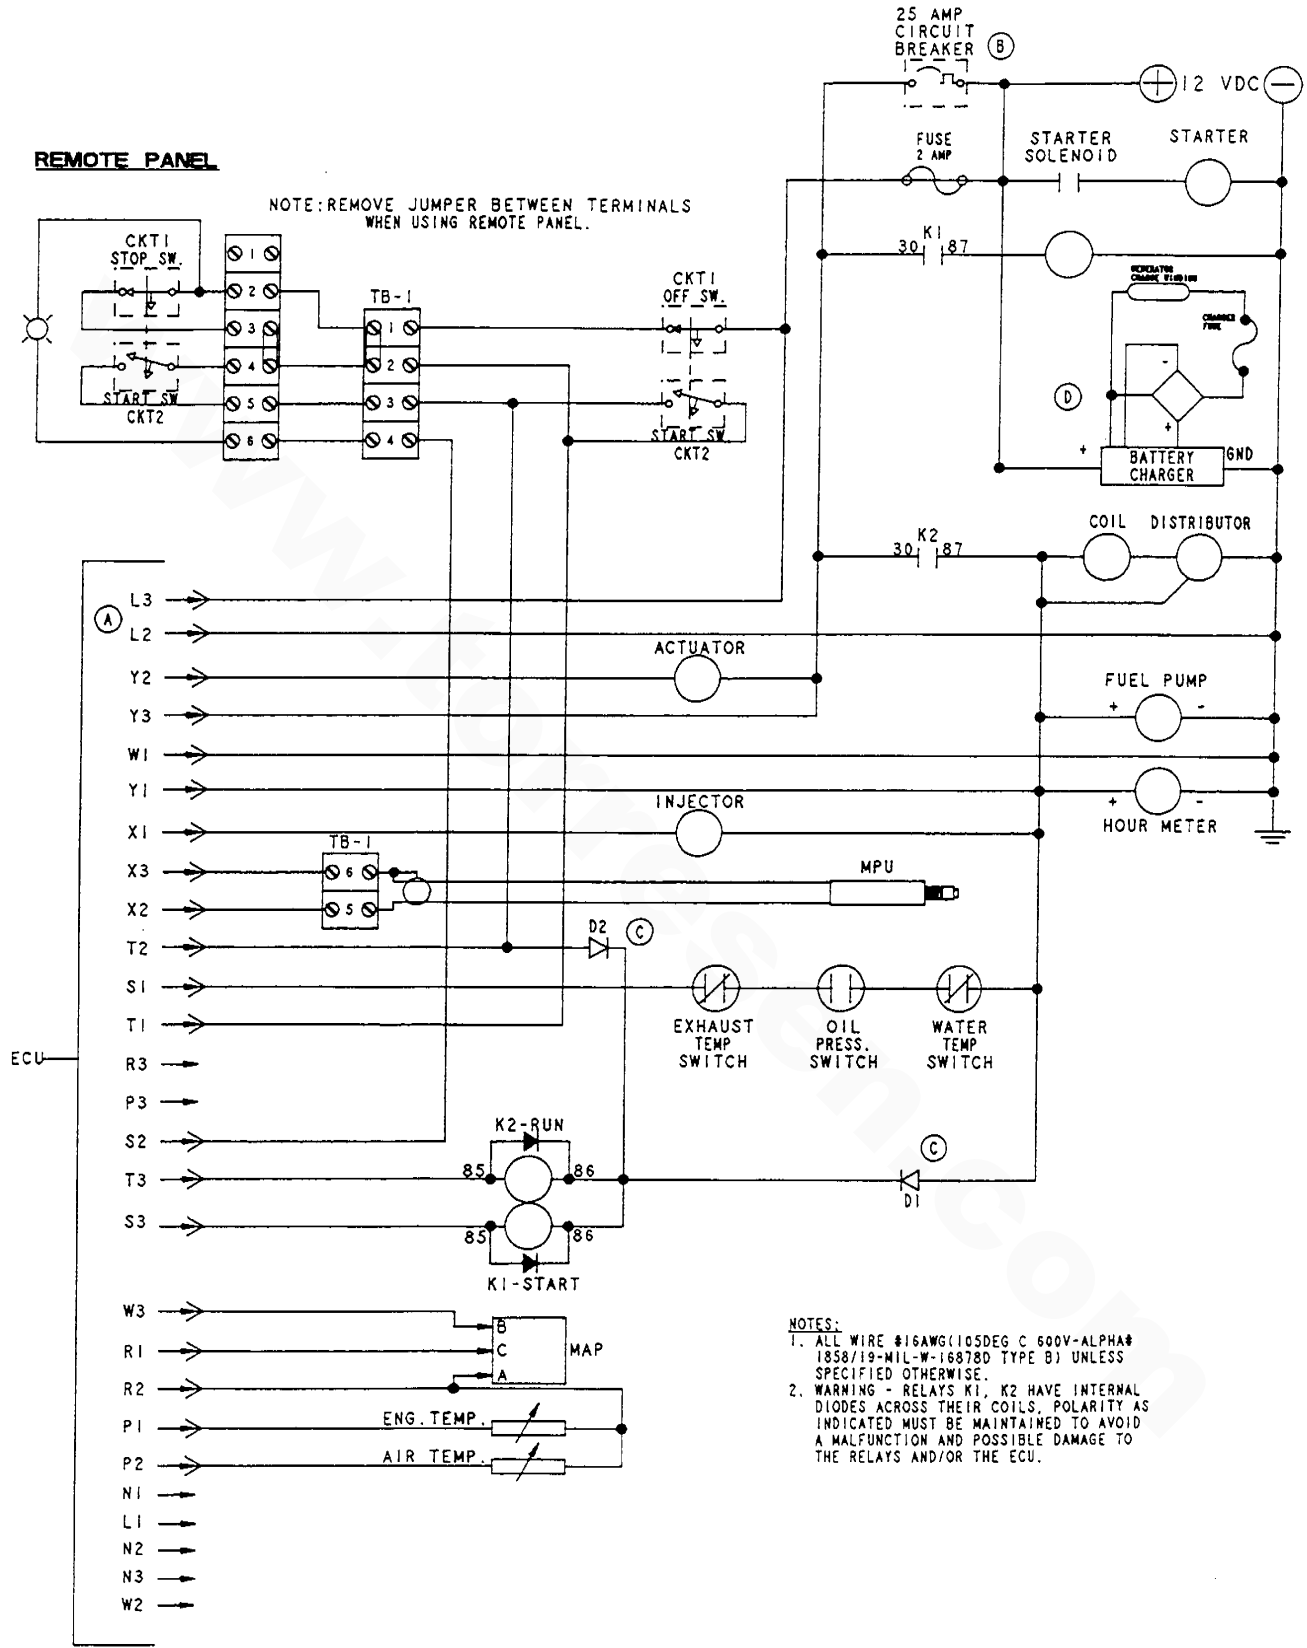 25 AMP
CIRCUIT
BREAKER
B
12 VDC
REMOTE PANEL
FUSE
2 AMP
STARTER
SOLENOID
STARTER
NOTE:REMOVE JUMPER BETWEEN TERMINALS
WHEN USING REMOTE PANEL.
CKT1
STOP SW.
1
2
3
4
5
6
START SW
CKT2
TB-1
1
2
3
4
CKT1
OFF SW.
START SW.
CKT2
K1
30 87
GENERATOR
CHARGE WINDING
CHARGER
FUSE
D
-
+
+
BATTERY
CHARGER
GND
K2
30 87
COIL
DISTRIBUTOR
A
ECU
L3
L2
Y2
ACTUATOR
Y3
FUEL PUMP
+ -
W1
Y1
+ -
HOUR METER
X1
INJECTOR
TB-1
X3
6
MPU
X2
5
T2
D2
C
S1
EXHAUST
TEMP
SWITCH
OIL
PRESS.
SWITCH
WATER
TEMP
SWITCH
T1
R3
P3
S2
K2-RUN
T3
85 86
C
D1
S3
85 86
K1-START
W3
B
R1
C
MAP
R2
A
P1
ENG.TEMP.
P2
AIR TEMP.
N1
L1
N2
N3
W2
NOTES:
1. ALL WIRE #16AWG(105DEG C 600V-ALPHA#
1858/19-MIL-W-16878D TYPE B) UNLESS
SPECIFIED OTHERWISE.
2. WARNING - RELAYS K1, K2 HAVE INTERNAL
DIODES ACROSS THEIR COILS, POLARITY AS
INDICATED MUST BE MAINTAINED TO AVOID
A MALFUNCTION AND POSSIBLE DAMAGE TO
THE RELAYS AND/OR THE ECU.
www.torresen.com